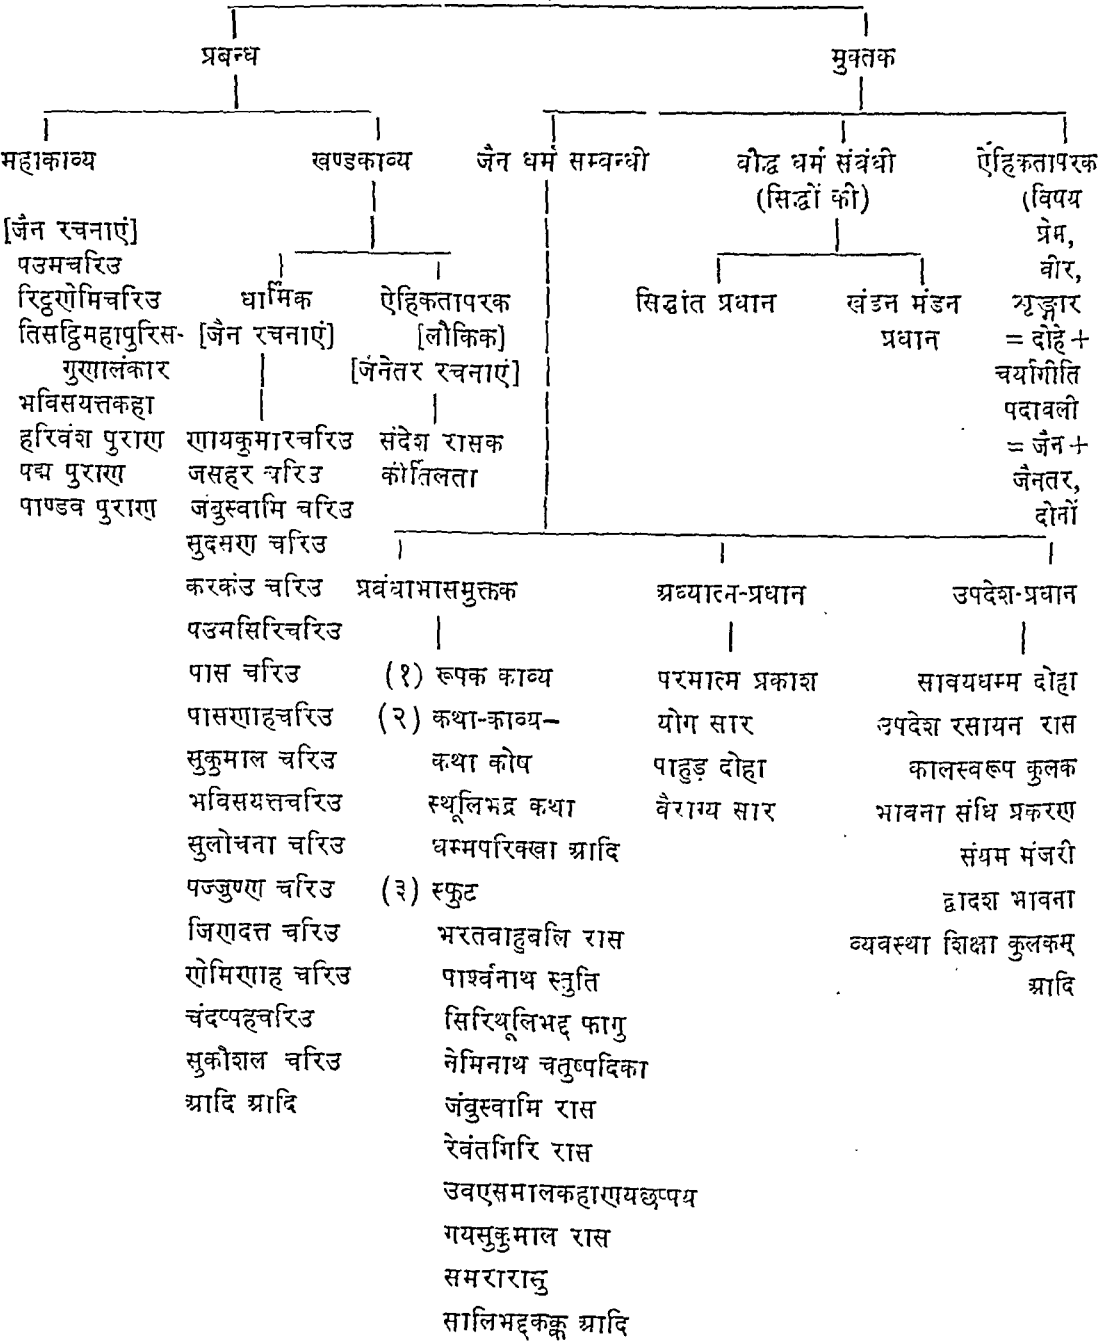 प्रबन्ध
मुक्तक
महाकाव्य
[जैन रचनाएं]
पउमचरिउ
रिट्ठणेमिचरिउ
तिसट्ठिमहापुरिस-
गुणालंकार
भविसयत्तकहा
हरिवंश पुराण
पद्म पुराण
पाण्डव पुराण
खण्डकाव्य
धार्मिक
[जैन रचनाएं]
णायकुमारचरिउ
जसहर चरिउ
जंबुस्वामि चरिउ
सुदसण चरिउ
करकंउ चरिउ
पउमसिरिचरिउ
पास चरिउ
पासणाहचरिउ
सुकुमाल चरिउ
भविसयत्तचरिउ
सुलोचना चरिउ
पज्जुण्ण चरिउ
जिणदत्त चरिउ
णेमिणाह चरिउ
चंदप्पहचरिउ
सुकौशल चरिउ
आदि आदि
ऐहिकतापरक
[लौकिक]
[जैनेतर रचनाएं]
संदेश रासक
कीर्तिलता
जैन धर्म सम्बन्धी
प्रबंधाभासमुक्तक
(१) रूपक काव्य
(२) कथा-काव्य–
कथा कोष
स्थूलिभद्र कथा
धम्मपरिक्खा आदि
(३) स्फुट
भरतवाहुवलि रास
पार्श्वनाथ स्तुति
सिरिथूलिभद्द फागु
नेमिनाथ चतुष्पदिका
जंबुस्वामि रास
रेवंतगिरि रास
उवएसमालकहाणयछप्पय
गयसुकुमाल रास
समरारासु
सालिभद्दकक्क आदि
अध्यात्म-प्रधान
परमात्म प्रकाश
योग सार
पाहुड़ दोहा
वैराग्य सार
उपदेश-प्रधान
सावयधम्म दोहा
उपदेश रसायन रास
कालस्वरूप कुलक
भावना संधि प्रकरण
संयम मंजरी
द्वादश भावना
व्यवस्था शिक्षा कुलकम्
आदि
बौद्ध धर्म संबंधी
(सिद्धों की)
सिद्धांत प्रधान
खंडन मंडन
प्रधान
ऐहिकतापरक
(विषय
प्रेम,
वीर,
शृङ्गार
= दोहे +
चर्यागीति
पदावली
= जैन +
जैनतर,
दोनों